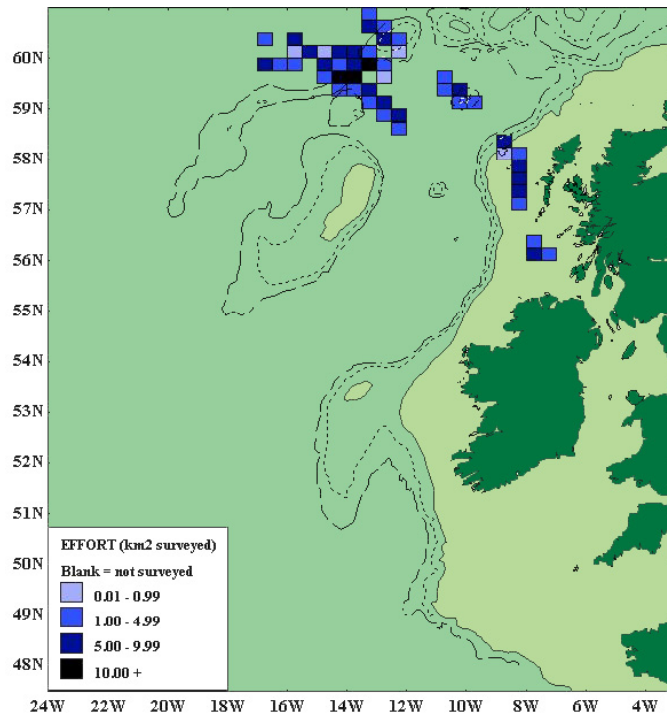 60N
59N
58N
57N
56N
55N
54N
53N
52N
51N
50N
49N
48N
EFFORT (km2 surveyed)
Blank = not surveyed
0.01 - 0.99
1.00 - 4.99
5.00 - 9.99
10.00 +
24W 22W 20W 18W 16W 14W 12W 10W 8W 6W 4W